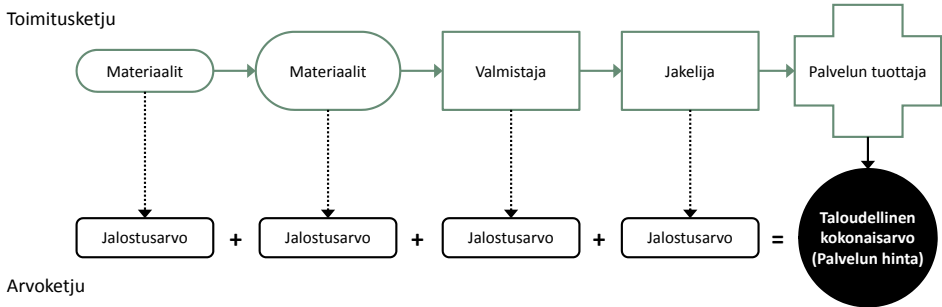 Toimitusketju
Materiaalit
Materiaalit
Valmistaja
Jakelija
Palvelun tuottaja
Jalostusarvo
+
Jalostusarvo
+
Jalostusarvo
+
Jalostusarvo
=
Taloudellinen
kokonaisarvo
(Palvelun hinta)
Arvoketju